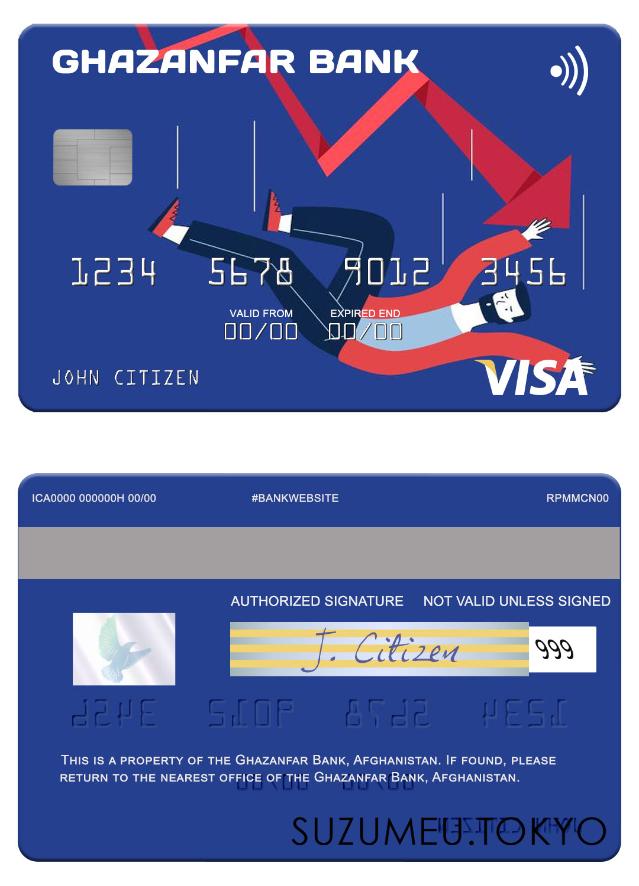 GHAZANFAR BANK
1234 5678 9012 3456
VALID FROM EXPIRED END
00/00 00/00
JOHN CITIZEN
VISA
ICA0000 000000H 00/00 #BANKWEBSITE RPMMCN00
AUTHORIZED SIGNATURE NOT VALID UNLESS SIGNED
J. Citizen 999
THIS IS A PROPERTY OF THE GHAZANFAR BANK, AFGHANISTAN. IF FOUND, PLEASE
RETURN TO THE NEAREST OFFICE OF THE GHAZANFAR BANK, AFGHANISTAN.
SUZUMEU.TOKYO